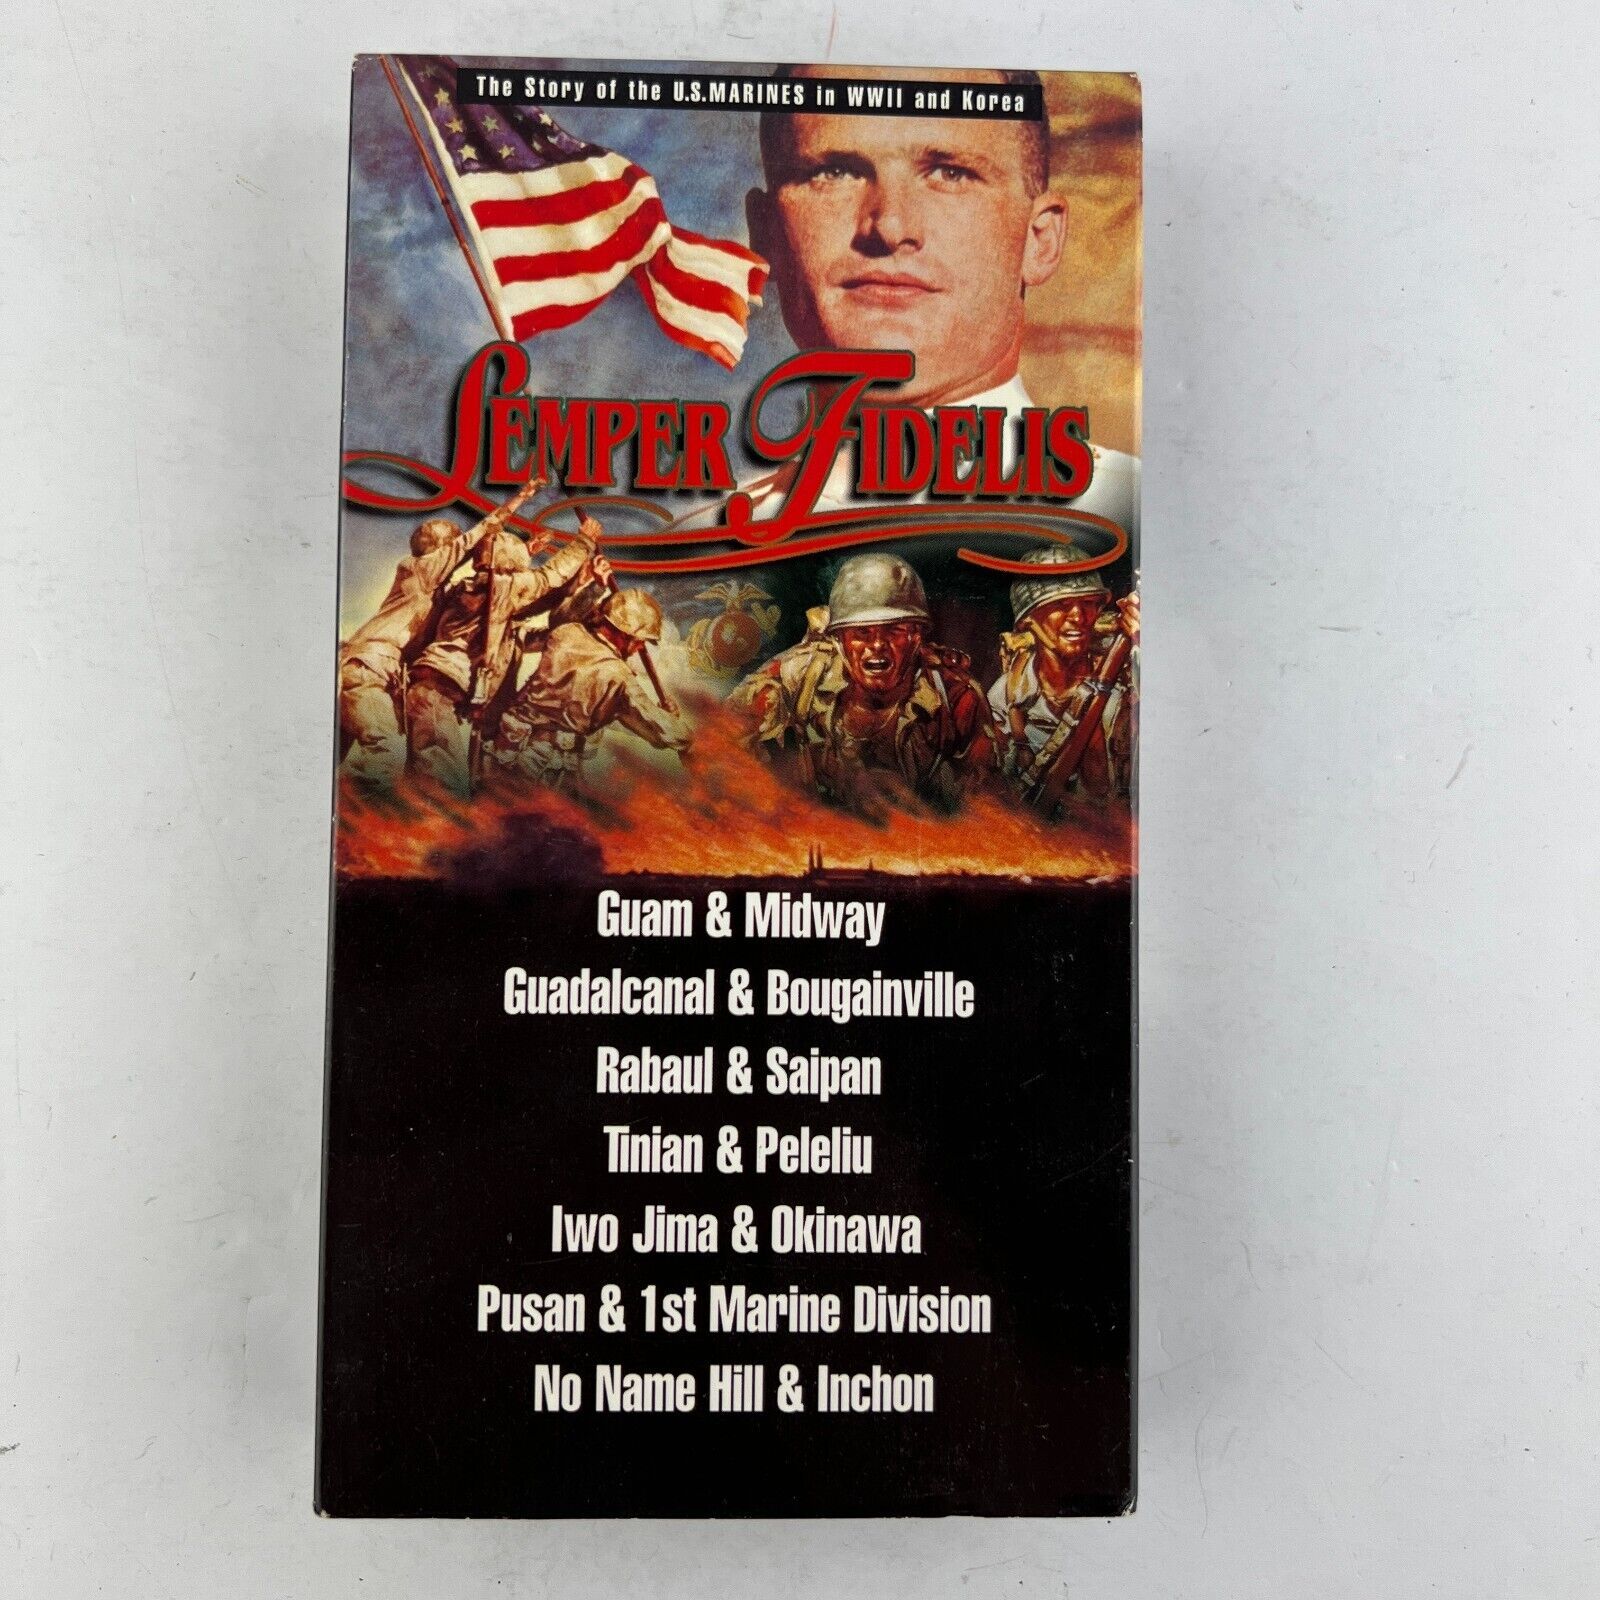 The Story of the U.S.MARINES in WWII and Korea
SEMPER FIDELIS
Guam & Midway
Guadalcanal & Bougainville
Rabaul & Saipan
Tinian & Peleliu
Iwo Jima & Okinawa
Pusan & 1st Marine Division
No Name Hill & Inchon